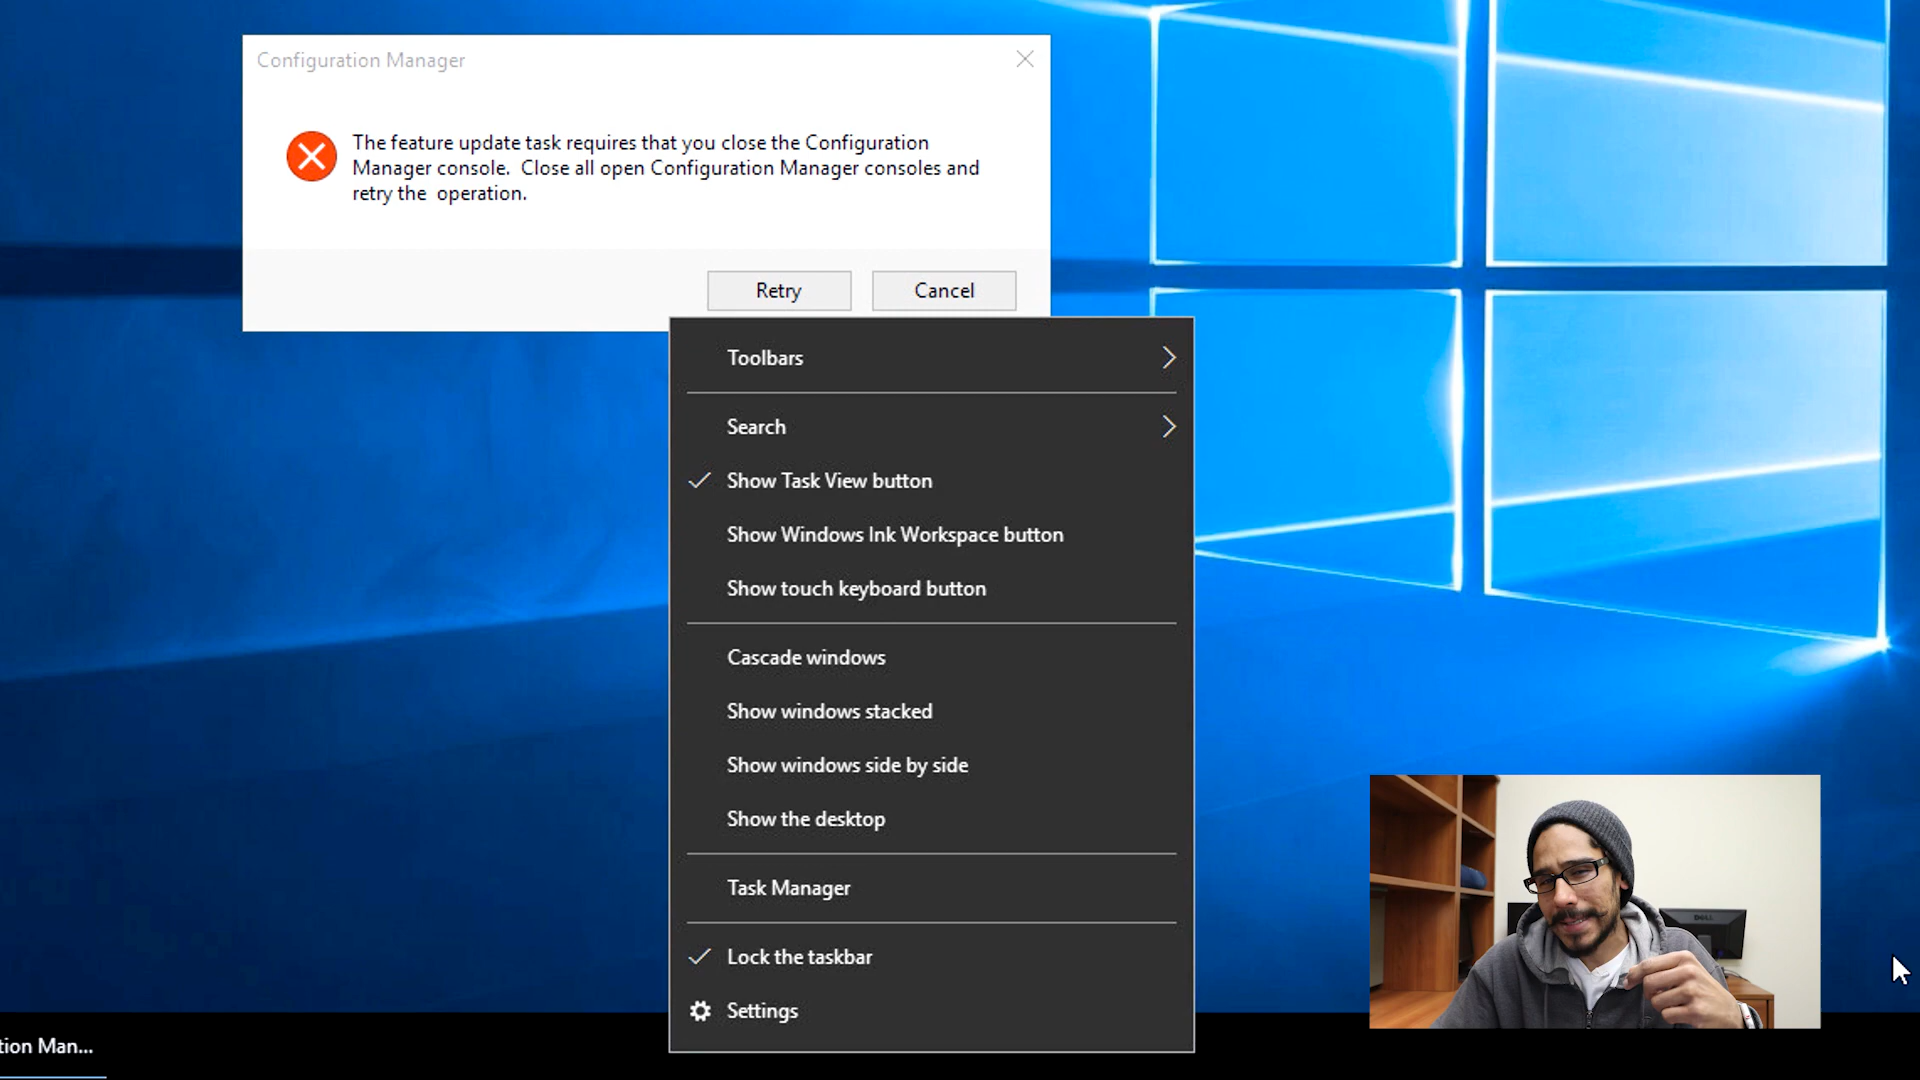 Configuration Manager
The feature update task requires that you close the Configuration
Manager console.  Close all open Configuration Manager consoles and
retry the  operation.
Retry
Cancel
Toolbars
Search
Show Task View button
Show Windows Ink Workspace button
Show touch keyboard button
Cascade windows
Show windows stacked
Show windows side by side
Show the desktop
Task Manager
Lock the taskbar
Settings
tion Man...
DELL